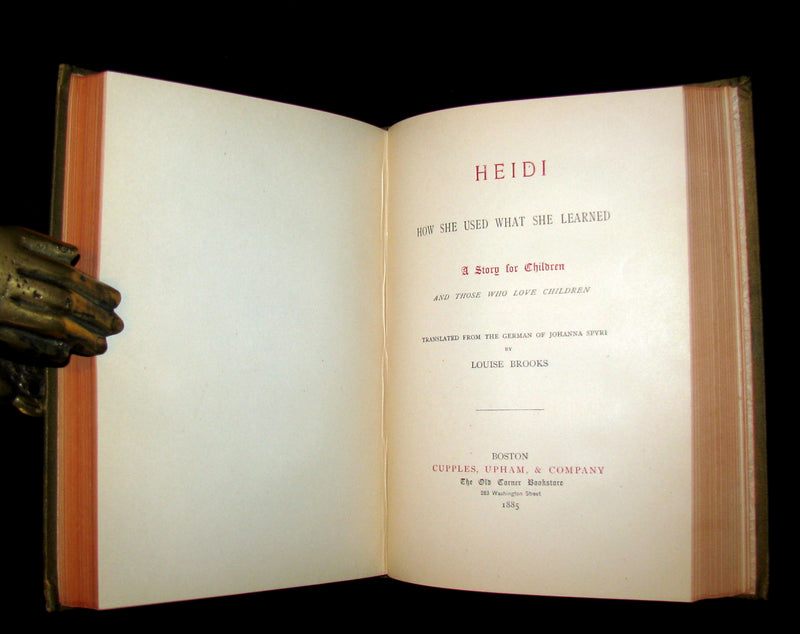 HEIDI
HOW SHE USED WHAT SHE LEARNED
A Story for Children
AND THOSE WHO LOVE CHILDREN
TRANSLATED FROM THE GERMAN OF JOHANNA SPYRI
BY
LOUISE BROOKS
BOSTON
CUPPLES, UPHAM, & COMPANY
The Old Corner Bookstore
283 Washington Street
1885